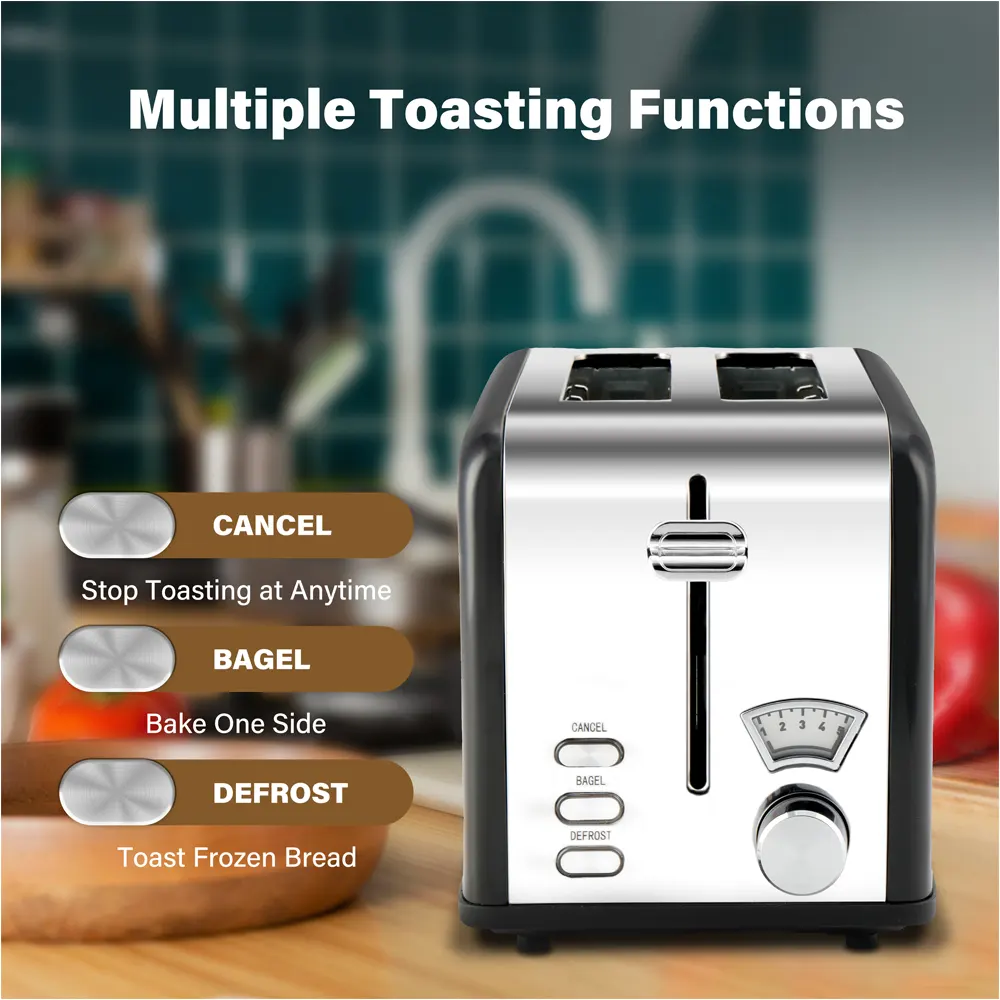 Multiple Toasting Functions
CANCEL
Stop Toasting at Anytime
BAGEL
Bake One Side
DEFROST
Toast Frozen Bread
CANCEL
BAGEL
DEFROST
1 2 3 4 5